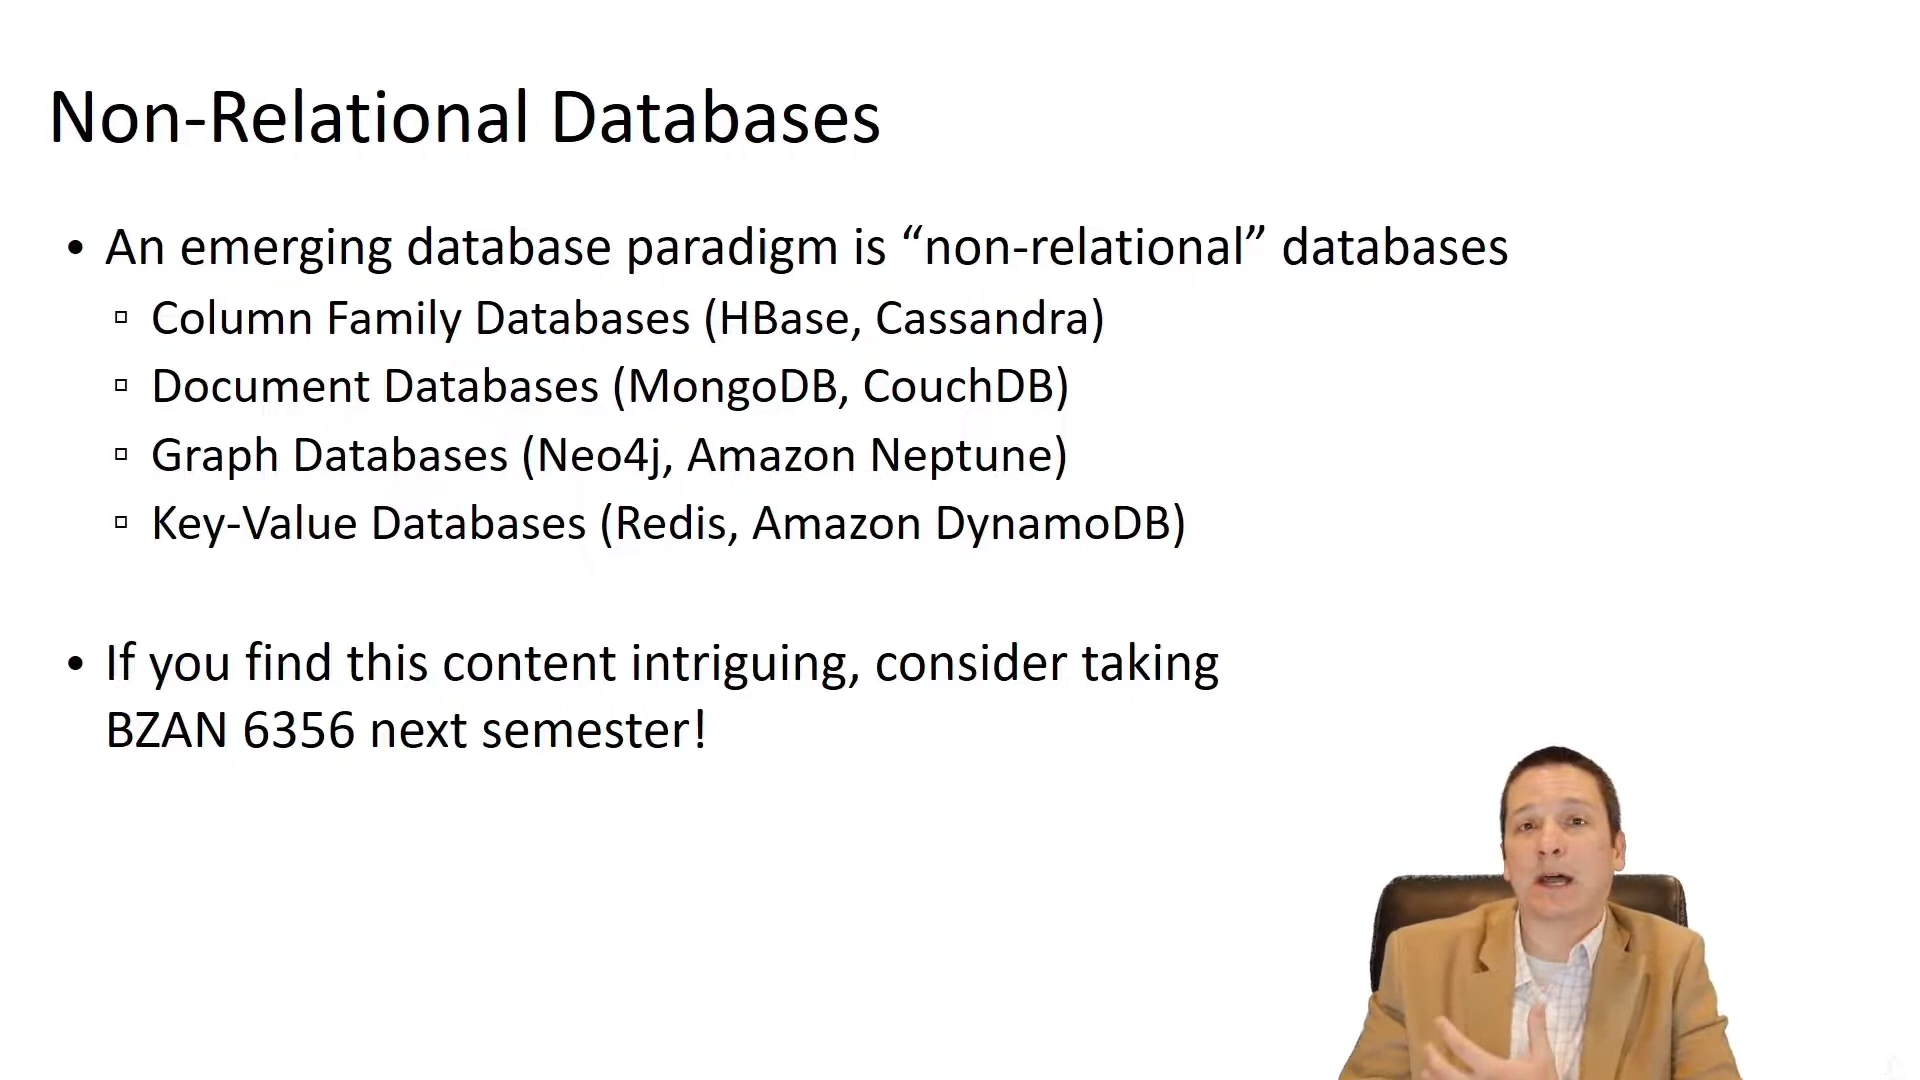 Non-Relational Databases
• An emerging database paradigm is “non-relational” databases
▫ Column Family Databases (HBase, Cassandra)
▫ Document Databases (MongoDB, CouchDB)
▫ Graph Databases (Neo4j, Amazon Neptune)
▫ Key-Value Databases (Redis, Amazon DynamoDB)
• If you find this content intriguing, consider taking
BZAN 6356 next semester!